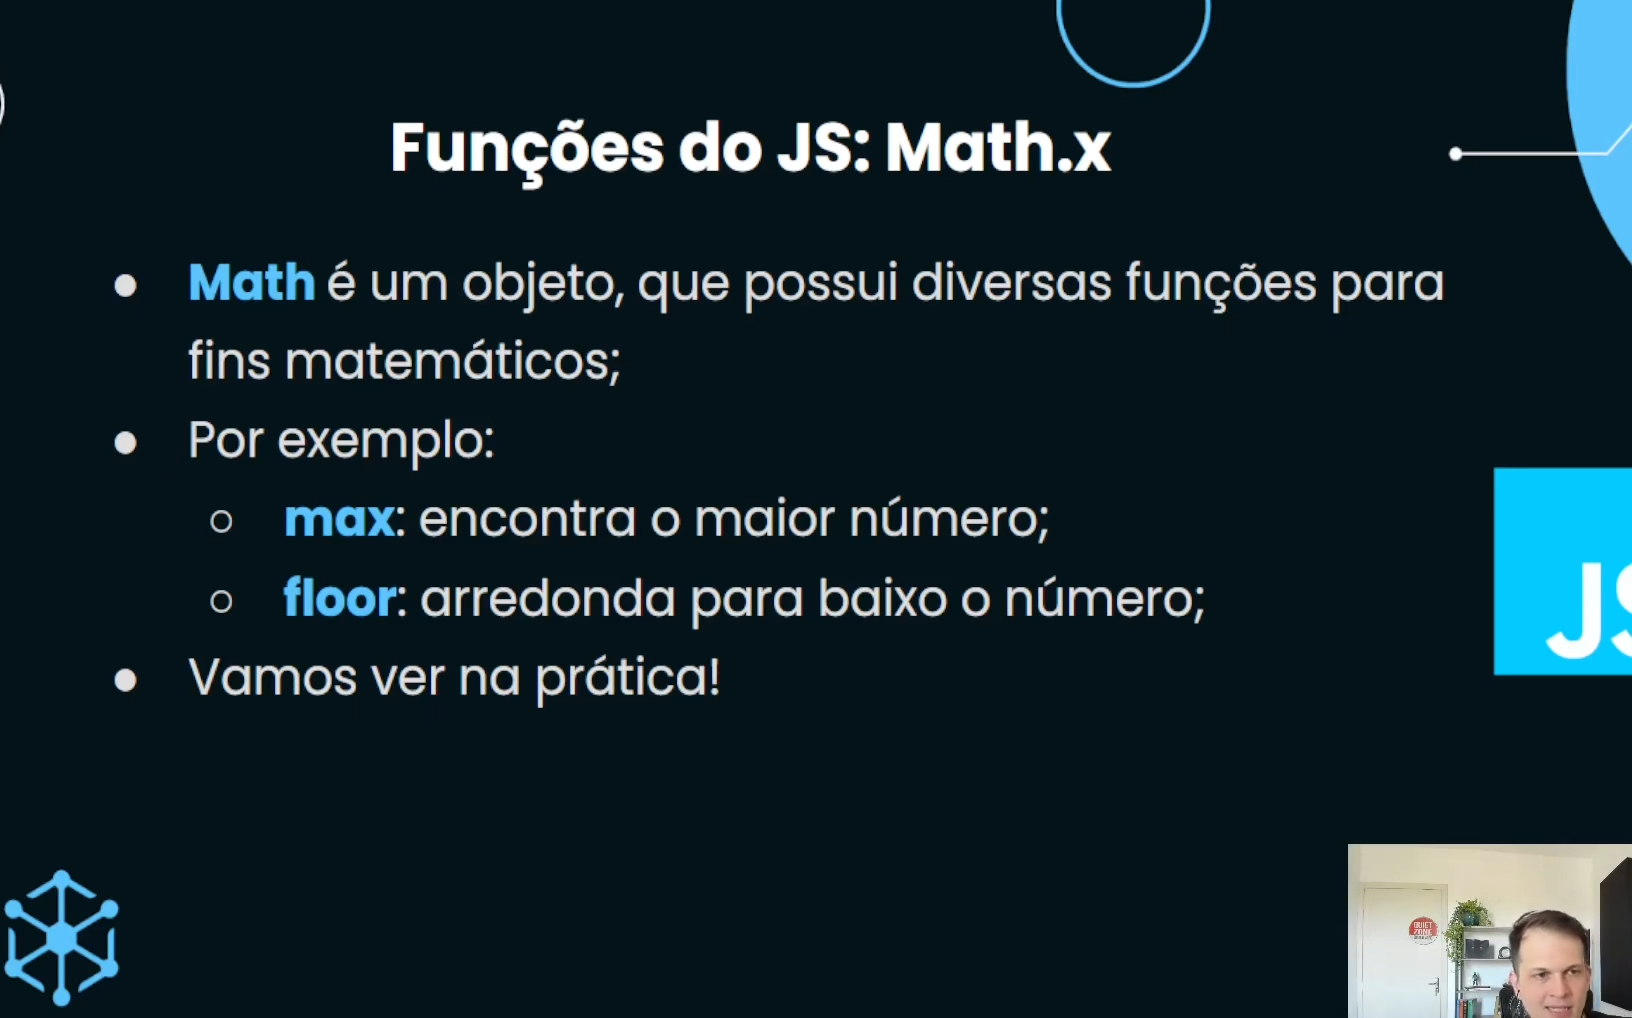 Funções do JS: Math.x
● Math é um objeto, que possui diversas funções para
fins matemáticos;
● Por exemplo:
○ max: encontra o maior número;
○ floor: arredonda para baixo o número;
● Vamos ver na prática!
JS
QUIET
ZONE